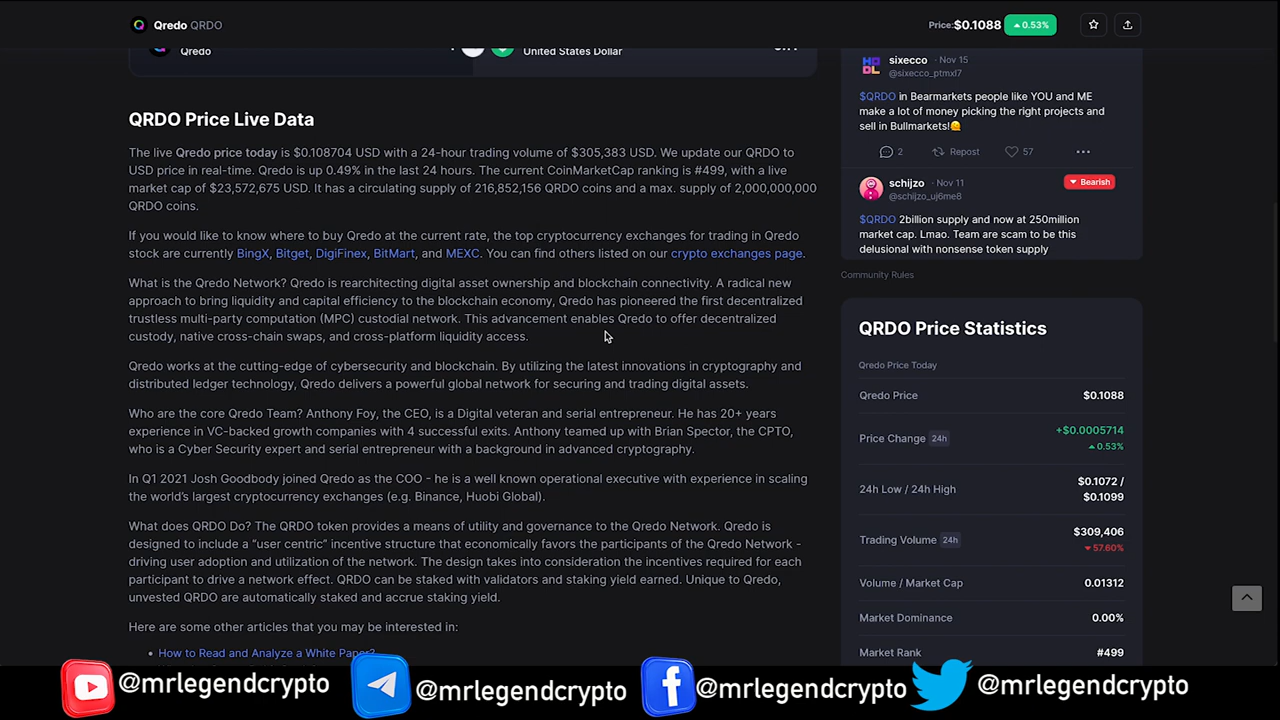 Qredo QRDO
Price: $0.1088 0.53%
Qredo
United States Dollar
QRDO Price Live Data
The live Qredo price today is $0.108704 USD with a 24-hour trading volume of $305,383 USD. We update our QRDO to
USD price in real-time. Qredo is up 0.49% in the last 24 hours. The current CoinMarketCap ranking is #499, with a live
market cap of $23,572,675 USD. It has a circulating supply of 216,852,156 QRDO coins and a max. supply of 2,000,000,000
QRDO coins.
If you would like to know where to buy Qredo at the current rate, the top cryptocurrency exchanges for trading in Qredo
stock are currently BingX, Bitget, DigiFinex, BitMart, and MEXC. You can find others listed on our crypto exchanges page.
What is the Qredo Network? Qredo is rearchitecting digital asset ownership and blockchain connectivity. A radical new
approach to bring liquidity and capital efficiency to the blockchain economy, Qredo has pioneered the first decentralized
trustless multi-party computation (MPC) custodial network. This advancement enables Qredo to offer decentralized
custody, native cross-chain swaps, and cross-platform liquidity access.
Qredo works at the cutting-edge of cybersecurity and blockchain. By utilizing the latest innovations in cryptography and
distributed ledger technology, Qredo delivers a powerful global network for securing and trading digital assets.
Who are the core Qredo Team? Anthony Foy, the CEO, is a Digital veteran and serial entrepreneur. He has 20+ years
experience in VC-backed growth companies with 4 successful exits. Anthony teamed up with Brian Spector, the CPTO,
who is a Cyber Security expert and serial entrepreneur with a background in advanced cryptography.
In Q1 2021 Josh Goodbody joined Qredo as the COO - he is a well known operational executive with experience in scaling
the world's largest cryptocurrency exchanges (e.g. Binance, Huobi Global).
What does QRDO Do? The QRDO token provides a means of utility and governance to the Qredo Network. Qredo is
designed to include a “user centric” incentive structure that economically favors the participants of the Qredo Network -
driving user adoption and utilization of the network. The design takes into consideration the incentives required for each
participant to drive a network effect. QRDO can be staked with validators and staking yield earned. Unique to Qredo,
unvested QRDO are automatically staked and accrue staking yield.
Here are some other articles that you may be interested in:
How to Read and Analyze a White Paper?
sixecco · Nov 15
@sixecco_ptmxl7
$QRDO in Bearmarkets people like YOU and ME
make a lot of money picking the right projects and
sell in Bullmarkets!
2 Repost 57
schijzo · Nov 11 Bearish
@schijzo_uj6me8
$QRDO 2billion supply and now at 250million
market cap. Lmao. Team are scam to be this
delusional with nonsense token supply
Community Rules
QRDO Price Statistics
Qredo Price Today
Qredo Price $0.1088
Price Change 24h +$0.0005714
0.53%
24h Low / 24h High $0.1072 /
$0.1099
Trading Volume 24h $309,406
57.60%
Volume / Market Cap 0.01312
Market Dominance 0.00%
Market Rank #499
@mrlegendcrypto @mrlegendcrypto @mrlegendcrypto @mrlegendcrypto